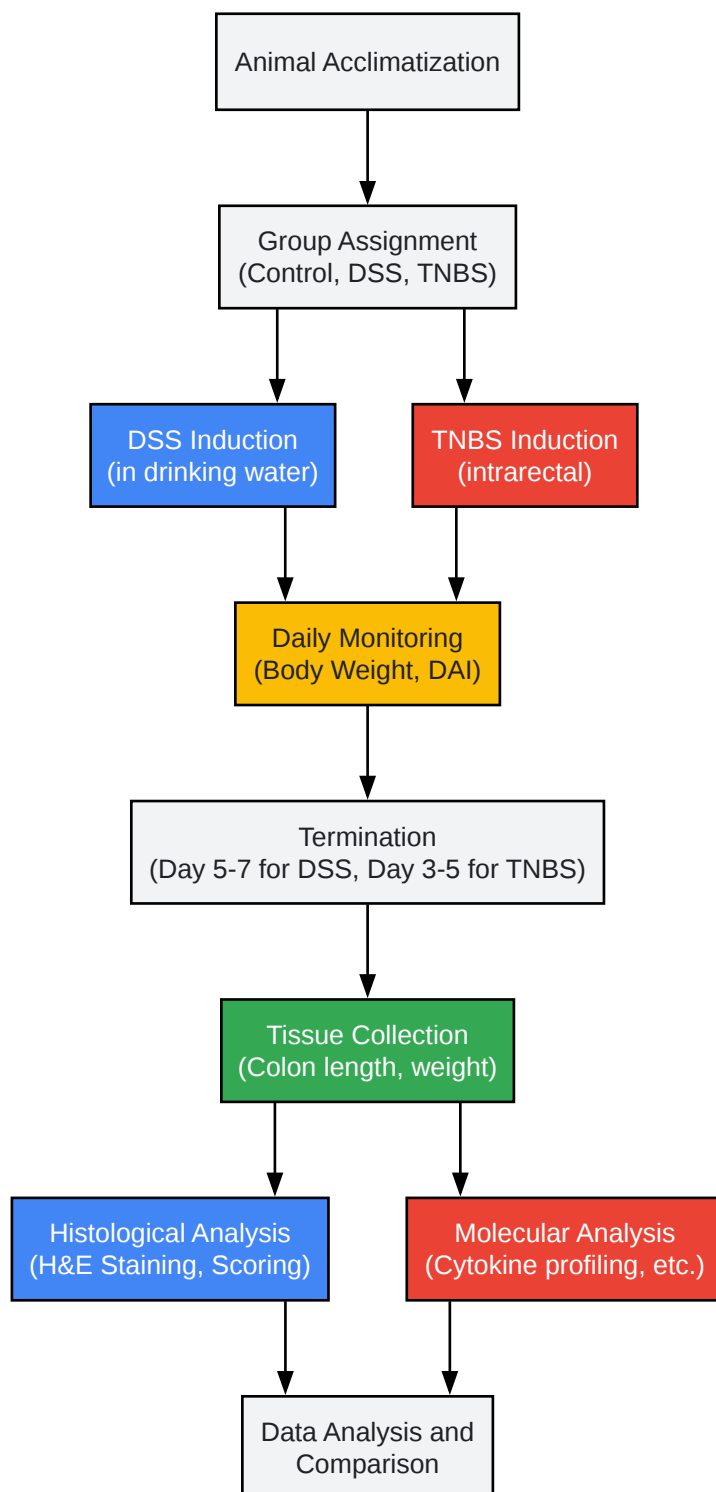 Animal Acclimatization
Group Assignment
(Control, DSS, TNBS)
DSS Induction
(in drinking water)
TNBS Induction
(intrarectal)
Daily Monitoring
(Body Weight, DAI)
Termination
(Day 5-7 for DSS, Day 3-5 for TNBS)
Tissue Collection
(Colon length, weight)
Histological Analysis
(H&E Staining, Scoring)
Molecular Analysis
(Cytokine profiling, etc.)
Data Analysis and
Comparison